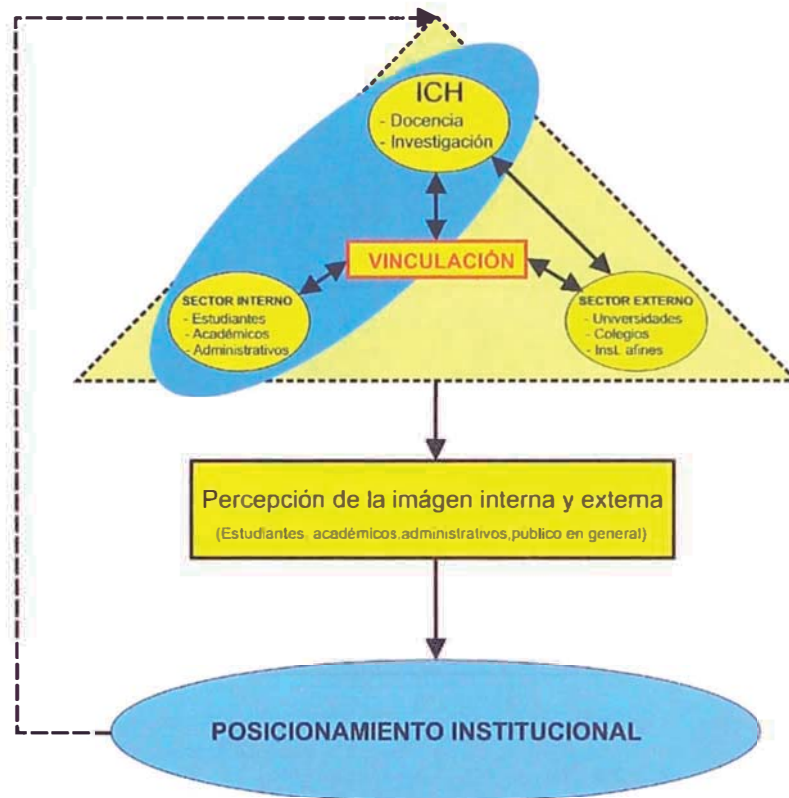 ICH
- Docencia
- Investigación
VINCULACIÓN
SECTOR INTERNO
- Estudiantes
- Académicos
- Administrativos
SECTOR EXTERNO
- Universidades
- Colegios
- Inst. afines
Percepción de la imágen interna y externa
(Estudiantes, académicos,administrativos,publico en general)
POSICIONAMIENTO INSTITUCIONAL